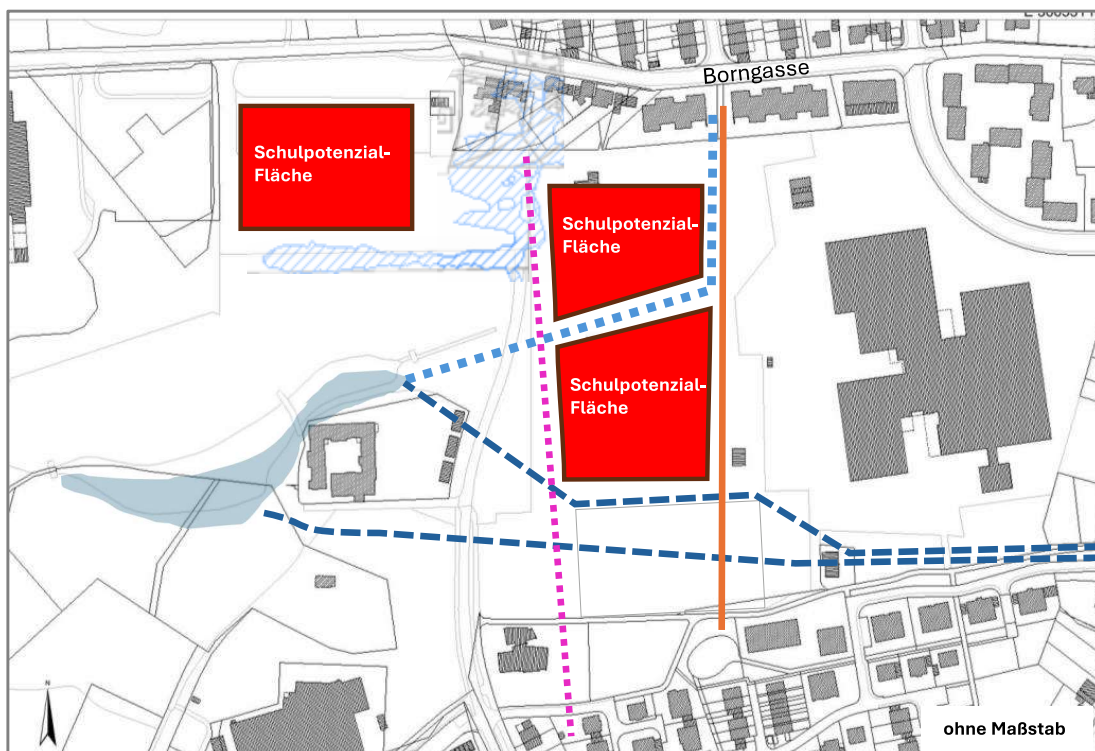 Borngasse
Schulpotenzial-
Fläche
Schulpotenzial-
Fläche
Schulpotenzial-
Fläche
N
ohne Maßstab